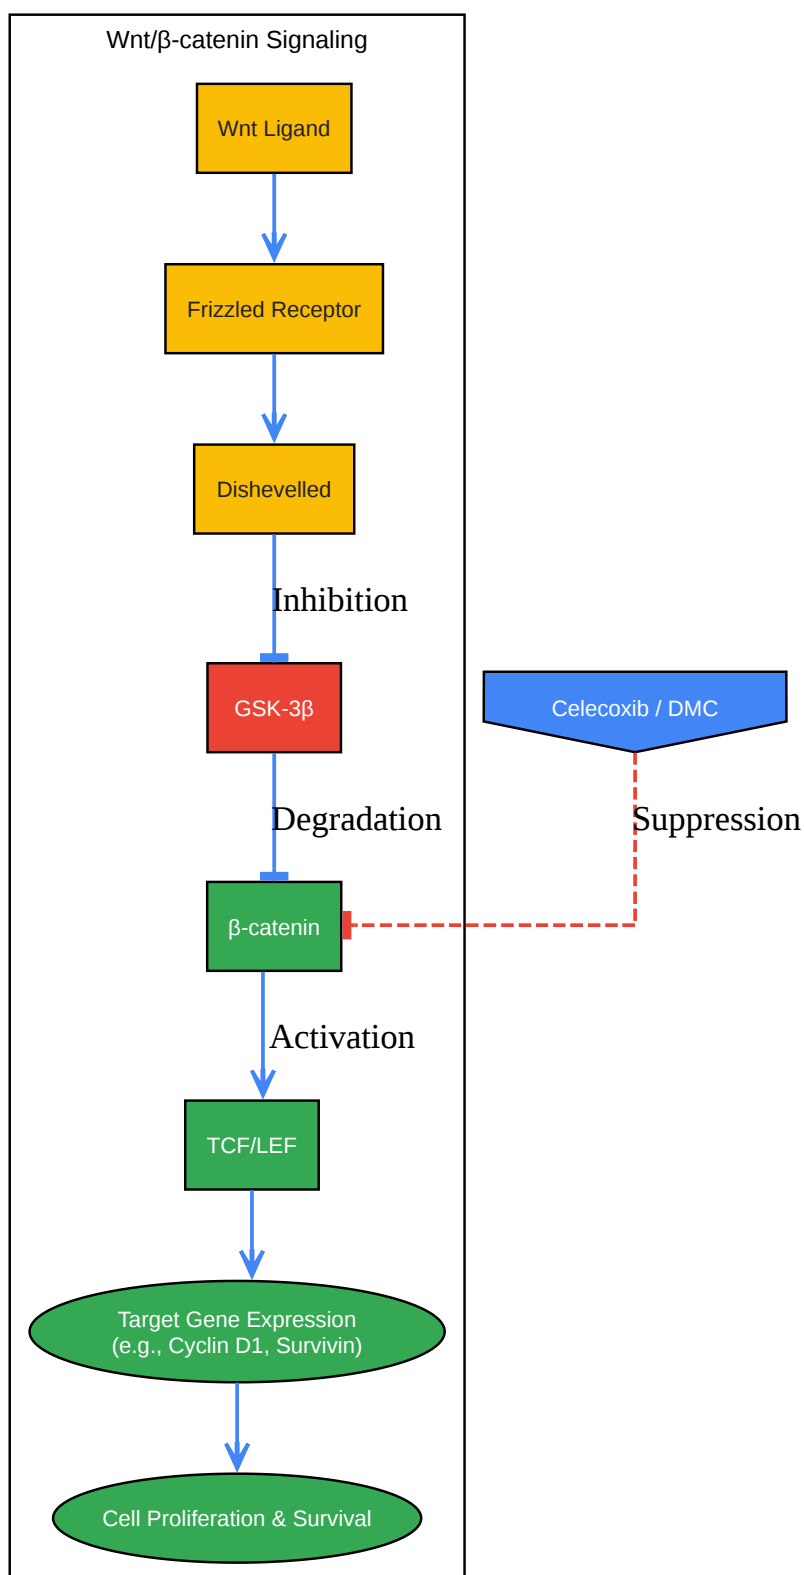 Wnt/β-catenin Signaling
Wnt Ligand
Frizzled Receptor
Dishevelled
Inhibition
GSK-3β
Celecoxib / DMC
Degradation
Suppression
β-catenin
Activation
TCF/LEF
Target Gene Expression
(e.g., Cyclin D1, Survivin)
Cell Proliferation & Survival